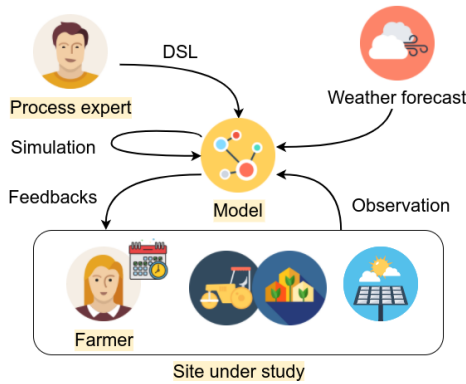 DSL
Process expert
Weather forecast
Simulation
Feedbacks
Model
Observation
Farmer
Site under study